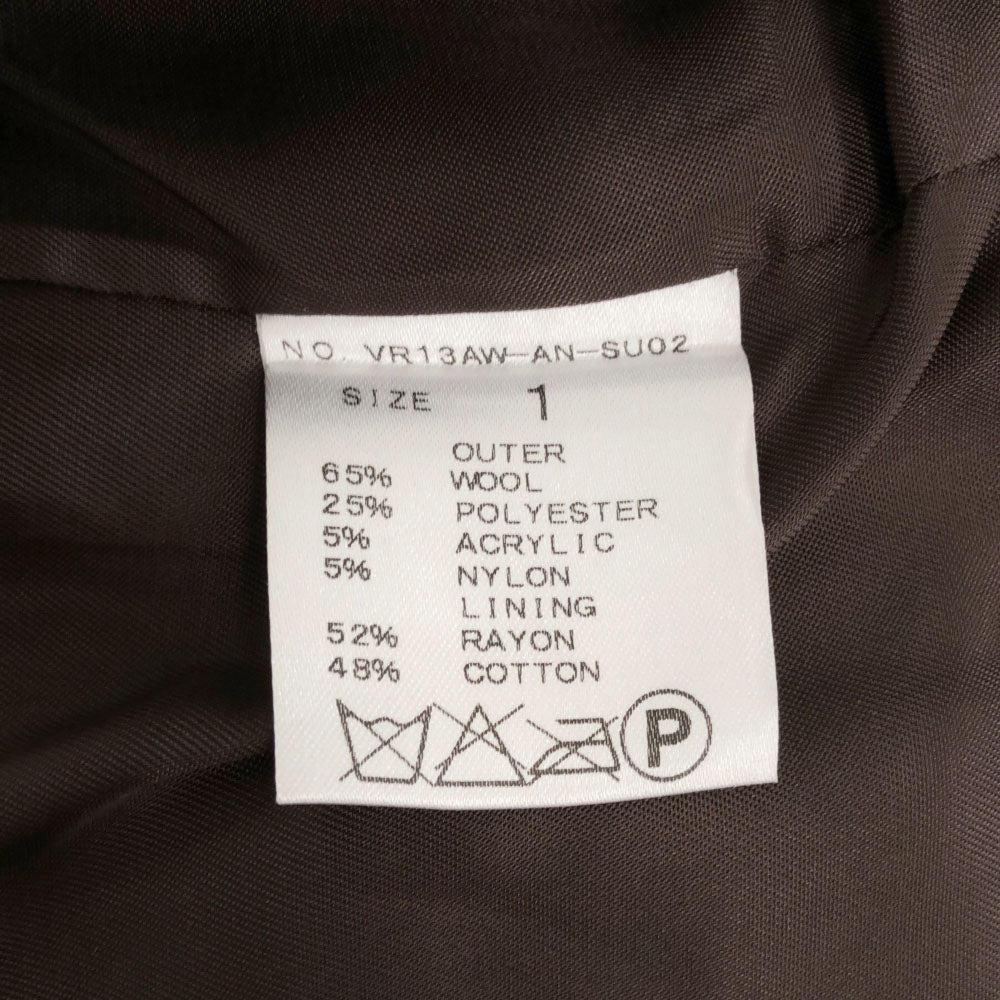 NO. VR13AW-AN-SU02
SIZE 1
OUTER
65% WOOL
25% POLYESTER
5% ACRYLIC
5% NYLON
LINING
52% RAYON
48% COTTON
P